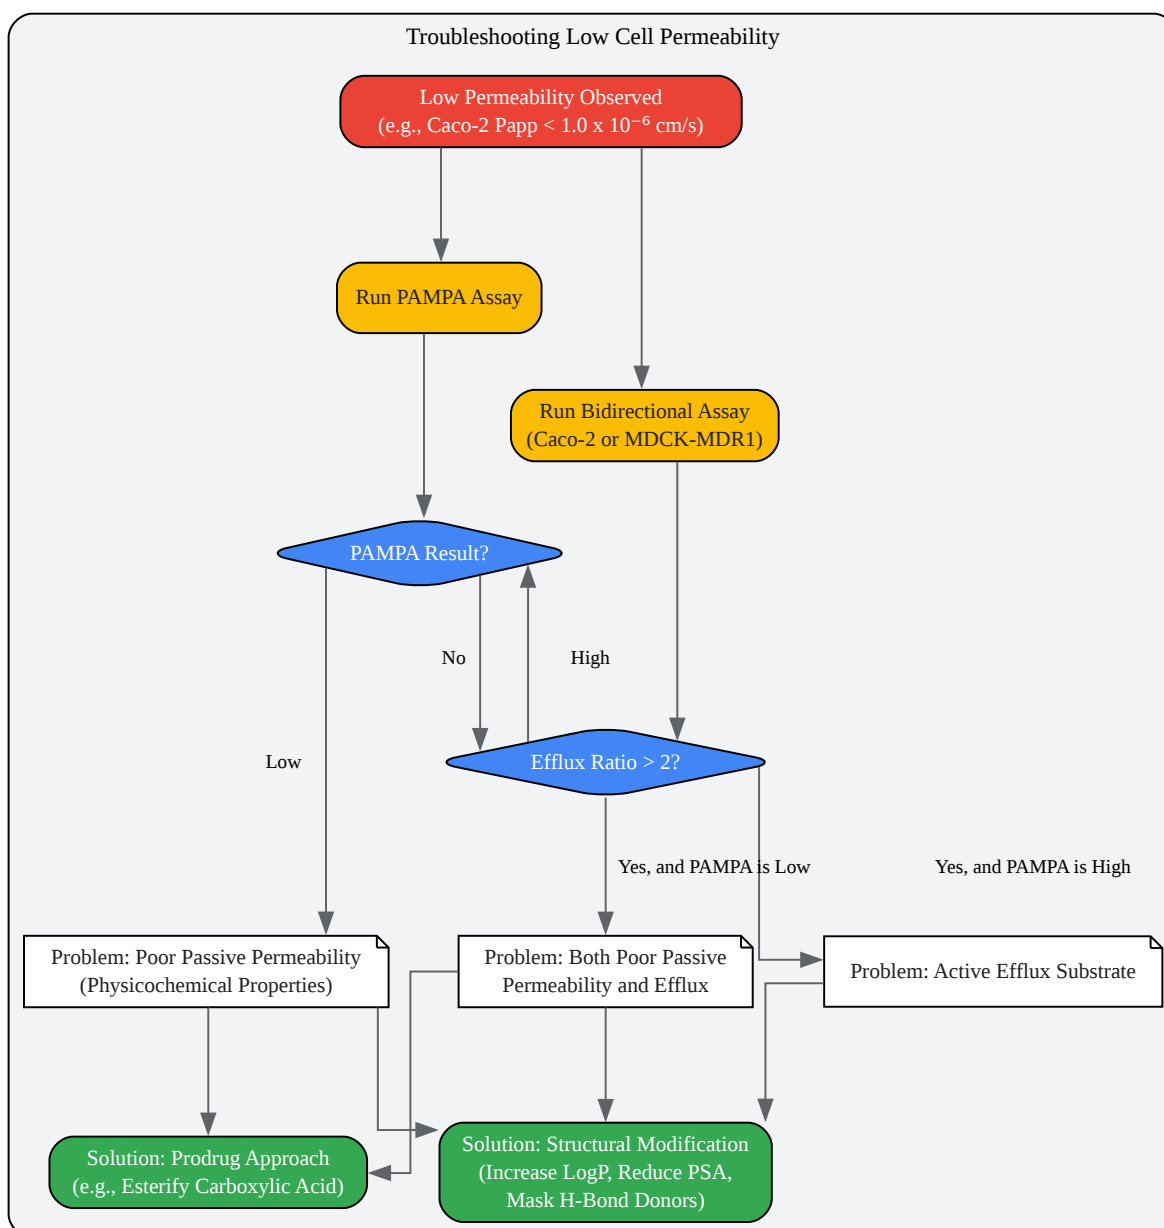 Troubleshooting Low Cell Permeability
Low Permeability Observed
(e.g., Caco-2 Papp < 1.0 x 10⁻⁶ cm/s)
Run PAMPA Assay
Run Bidirectional Assay
(Caco-2 or MDCK-MDR1)
PAMPA Result?
No
High
Low
Efflux Ratio > 2?
Yes, and PAMPA is Low
Yes, and PAMPA is High
Problem: Poor Passive Permeability
(Physicochemical Properties)
Problem: Both Poor Passive
Permeability and Efflux
Problem: Active Efflux Substrate
Solution: Prodrug Approach
(e.g., Esterify Carboxylic Acid)
Solution: Structural Modification
(Increase LogP, Reduce PSA,
Mask H-Bond Donors)